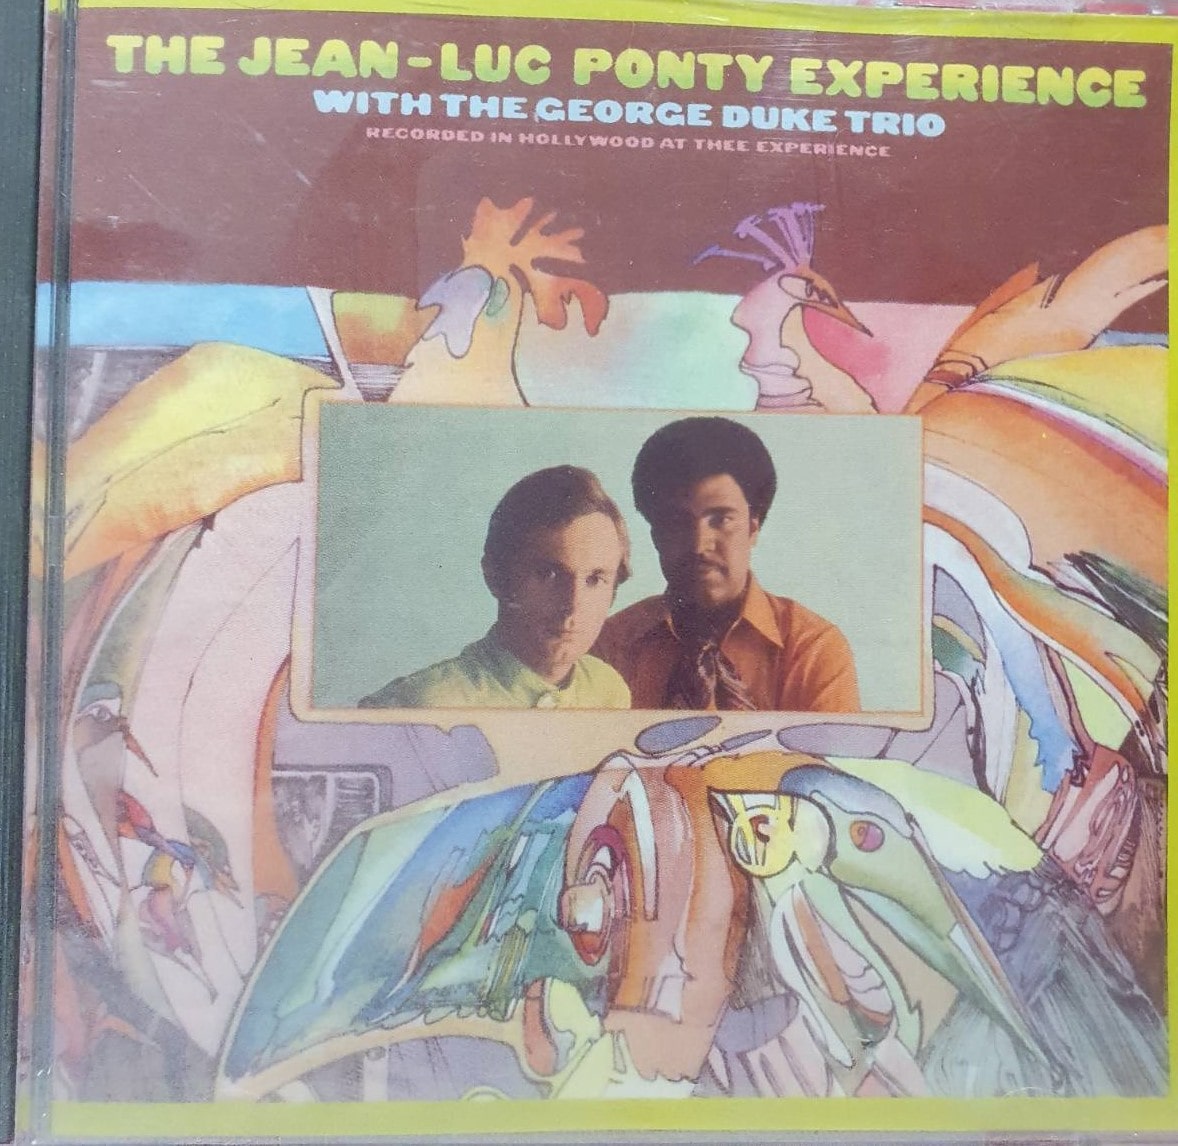 THE JEAN-LUC PONTY EXPERIENCE
WITH THE GEORGE DUKE TRIO
RECORDED IN HOLLYWOOD AT THEE EXPERIENCE